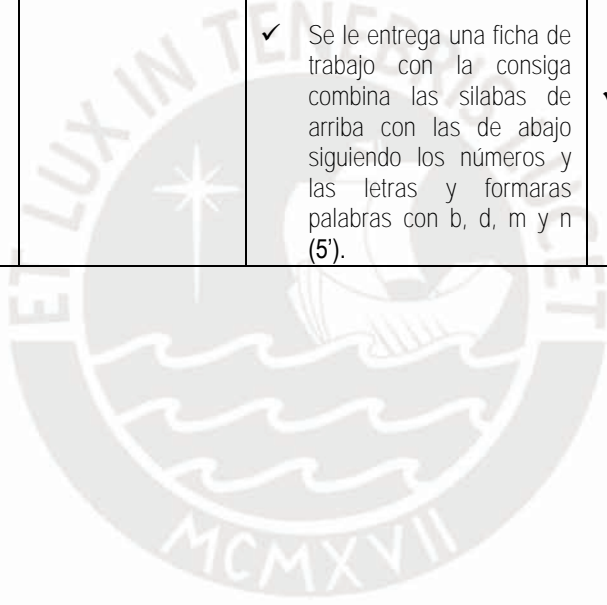 ✓ Se le entrega una ficha de
trabajo con la consiga
combina las silabas de
arriba con las de abajo
siguiendo los números y
las letras y formaras
palabras con b, d, m y n
(5').
ET LUX IN TENEBRIS LUCET
MCMXVII